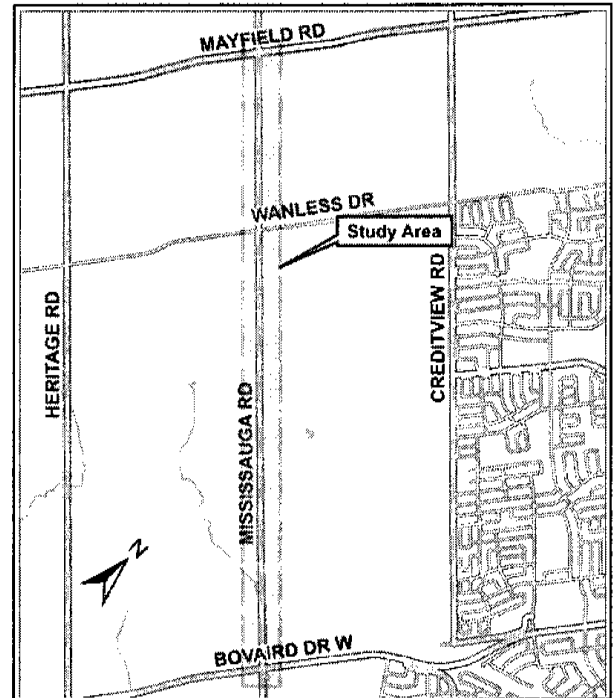 MAYFIELD RD
WANLESS DR
Study Area
HERITAGE RD
MISSISSAUGA RD
CREDITVIEW RD
N
BOVAIRD DR W